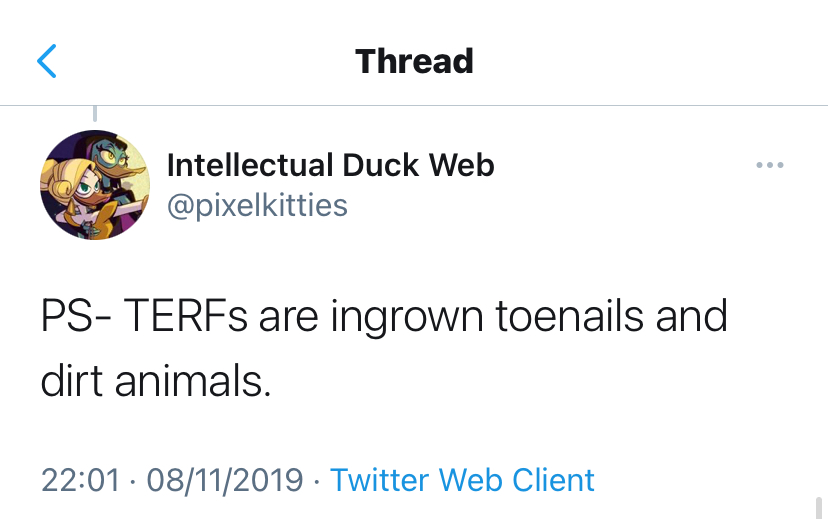 Thread
Intellectual Duck Web
@pixelkitties
PS- TERFs are ingrown toenails and
dirt animals.
22:01 · 08/11/2019 · Twitter Web Client